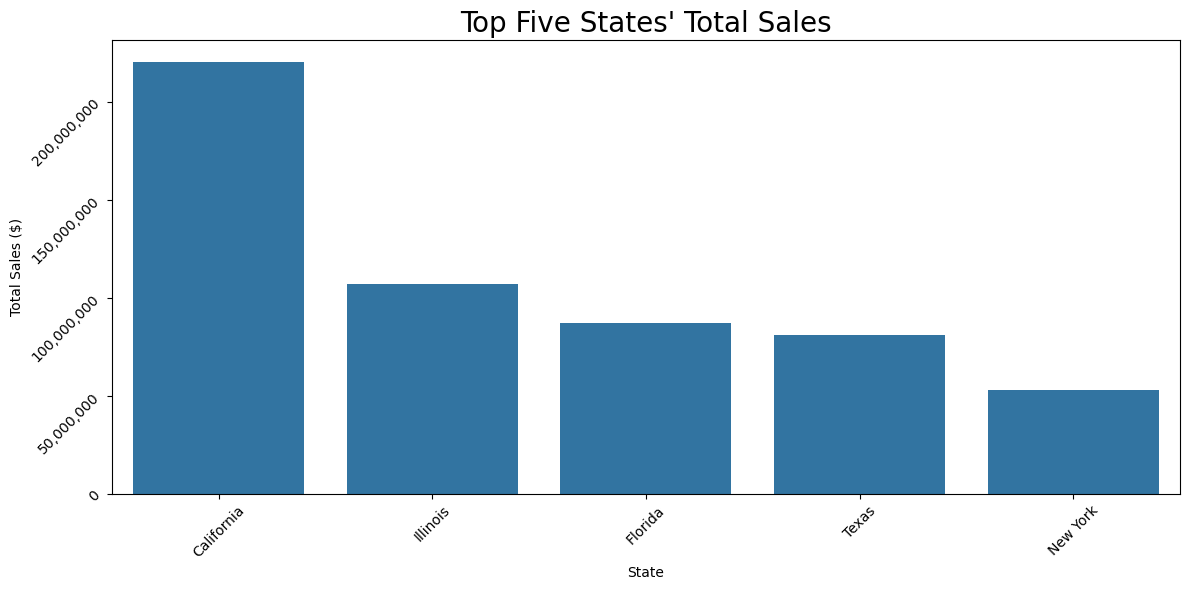 Top Five States' Total Sales
Total Sales ($)
200,000,000
150,000,000
100,000,000
50,000,000
0
California
Illinois
Florida
Texas
New York
State